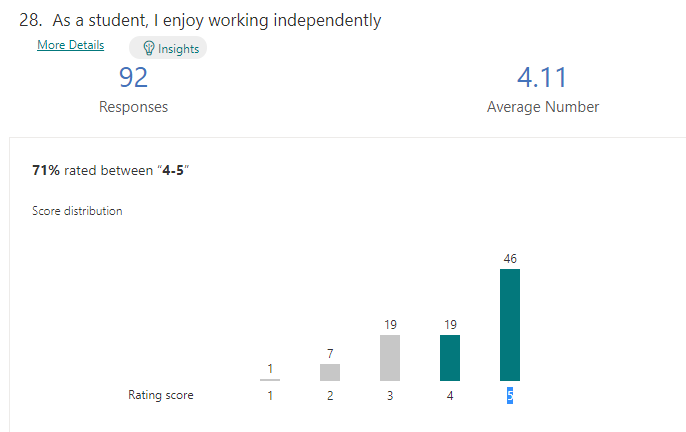 28. As a student, I enjoy working independently
More Details Insights
92 4.11
Responses Average Number
71% rated between “4-5”
Score distribution
46
19 19
7
1
Rating score 1 2 3 4 5